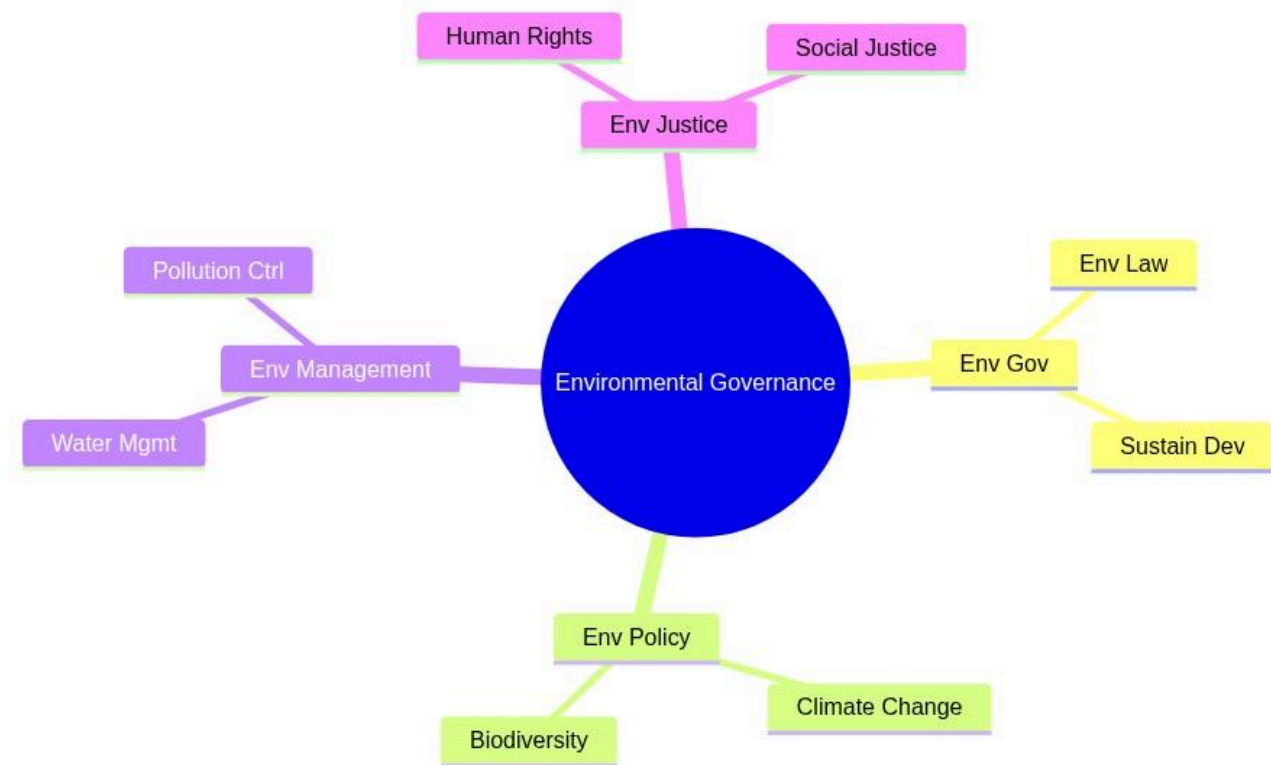 Human Rights
Social Justice
Env Justice
Pollution Ctrl
Env Law
Env Management
Env Gov
Environmental Governance
Water Mgmt
Sustain Dev
Env Policy
Climate Change
Biodiversity